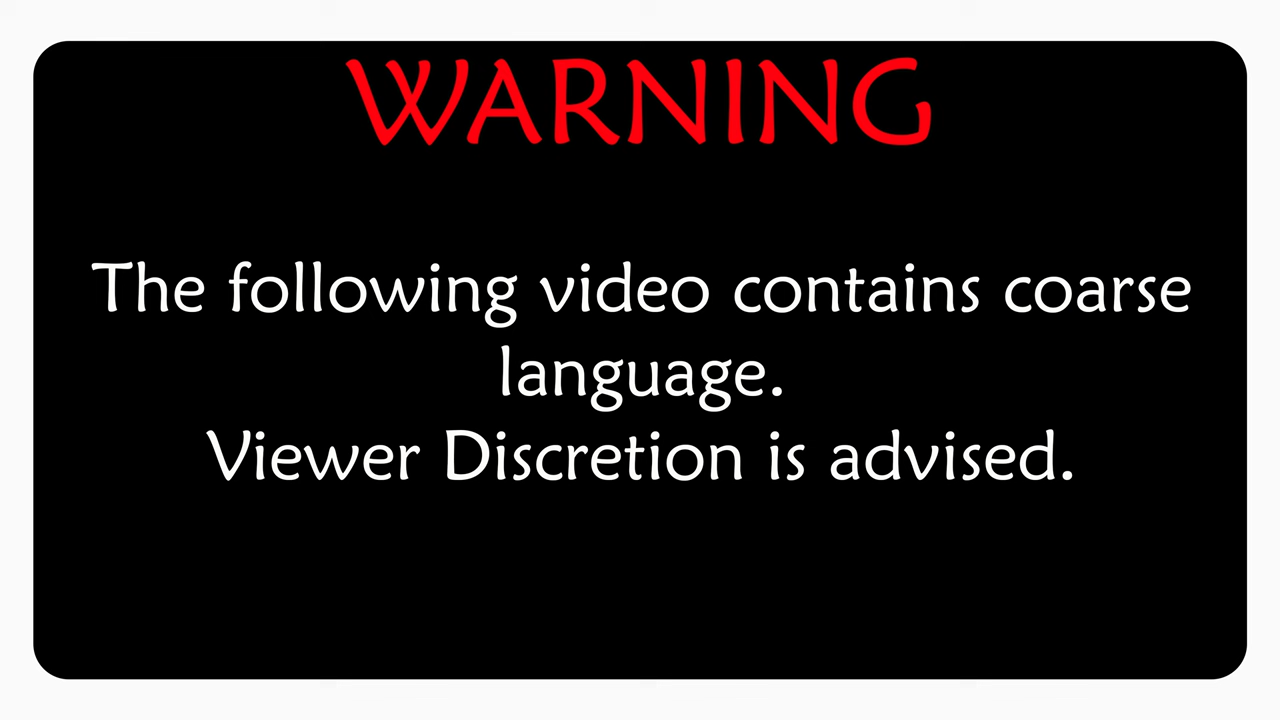 WARNING
The following video contains coarse
language.
Viewer Discretion is advised.